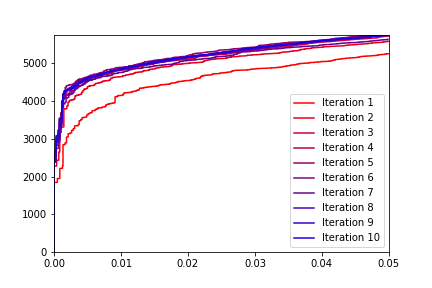 5000
4000
3000
2000
1000
0
0.00 0.01 0.02 0.03 0.04 0.05
Iteration 1
Iteration 2
Iteration 3
Iteration 4
Iteration 5
Iteration 6
Iteration 7
Iteration 8
Iteration 9
Iteration 10